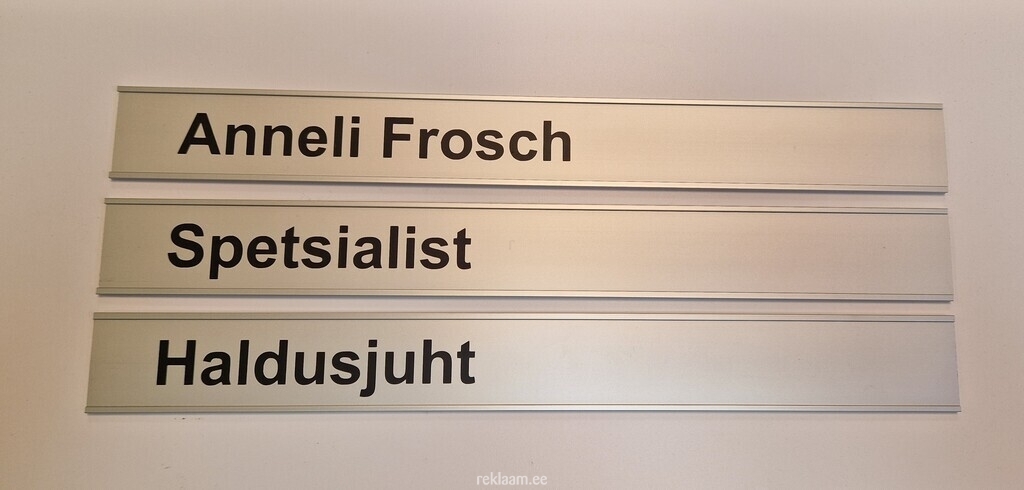 Anneli Frosch
Spetsialist
Haldusjuht
reklaam.ee